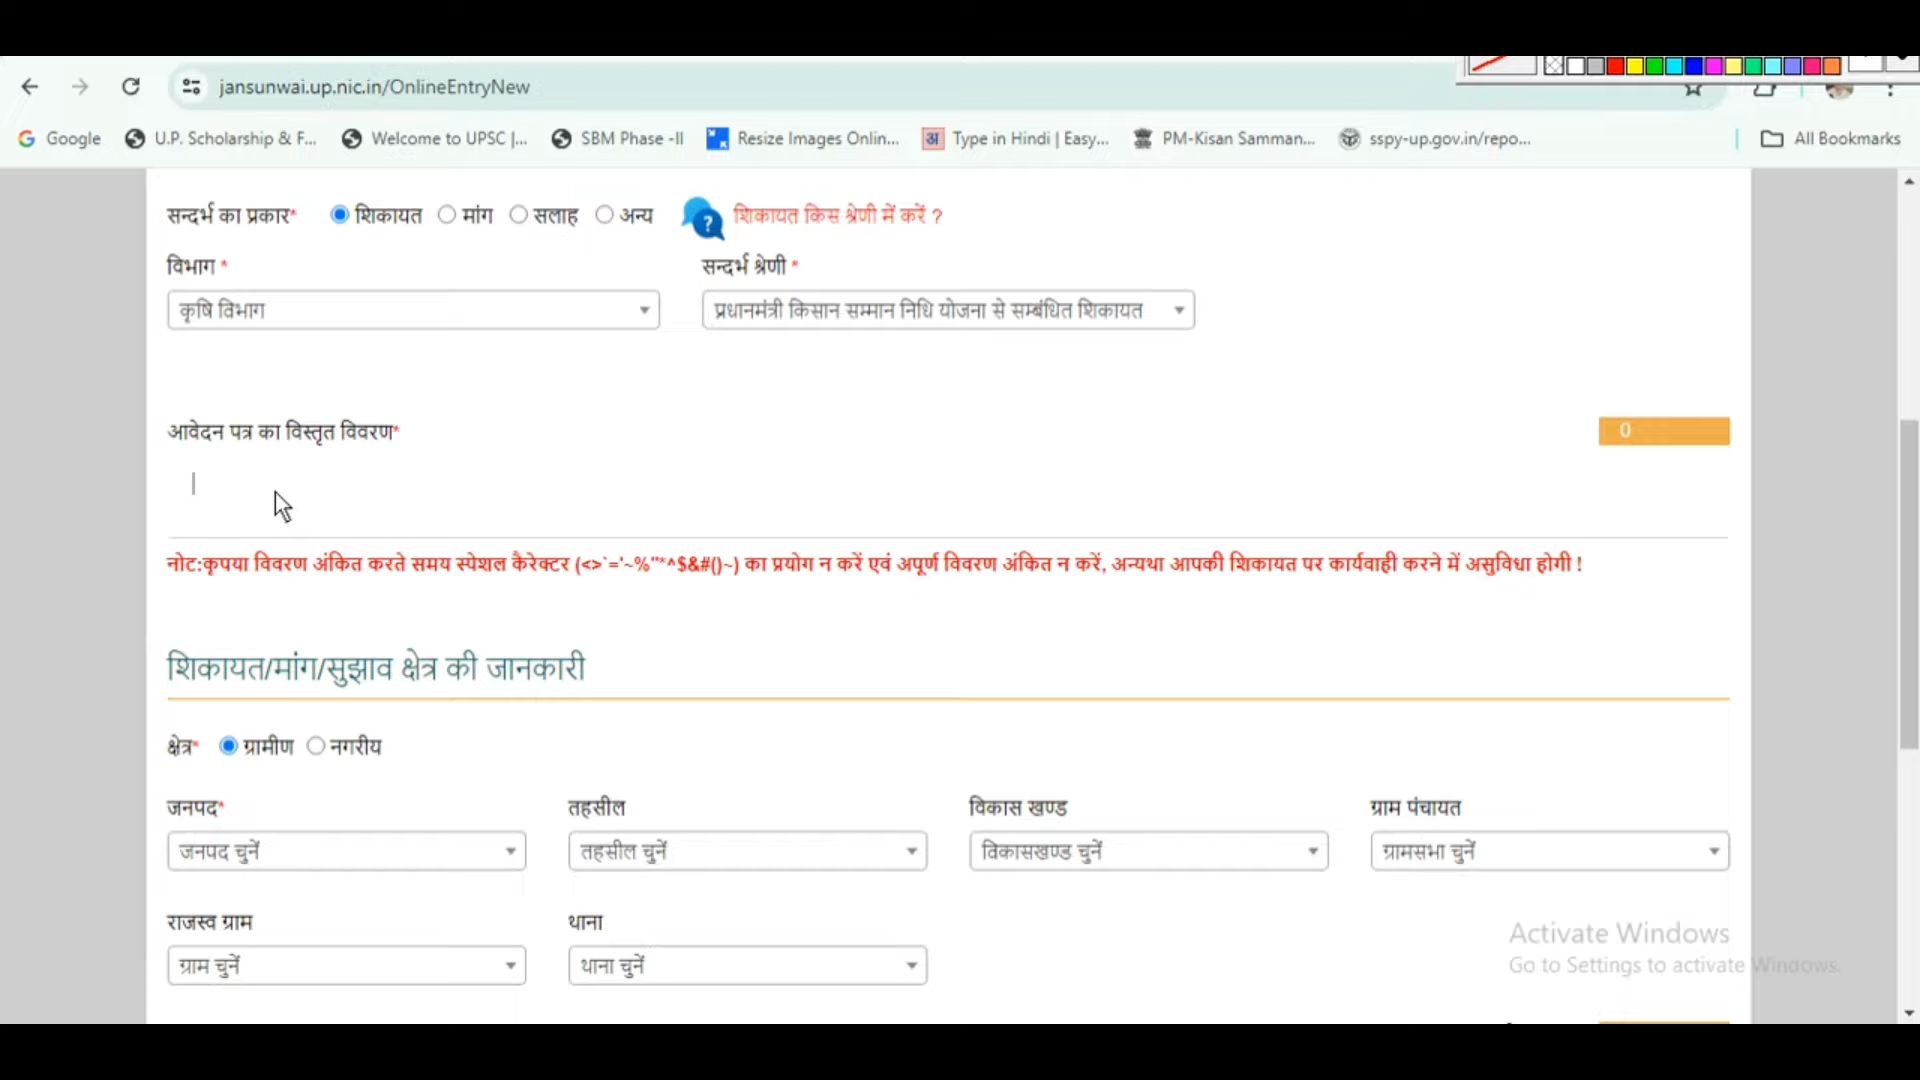 jansunwai.up.nic.in/OnlineEntryNew
Google U.P. Scholarship & F... Welcome to UPSC |... SBM Phase -II Resize Images Onlin... अ Type in Hindi | Easy... PM-Kisan Samman... sspy-up.gov.in/repo... All Bookmarks
सन्दर्भ का प्रकार* शिकायत मांग सलाह अन्य ? शिकायत किस श्रेणी में करें ?
विभाग * सन्दर्भ श्रेणी *
कृषि विभाग प्रधानमंत्री किसान सम्मान निधि योजना से सम्बंधित शिकायत
आवेदन पत्र का विस्तृत विवरण* 0
नोट:कृपया विवरण अंकित करते समय स्पेशल कैरेक्टर (<>`='~%"*^$&#()~) का प्रयोग न करें एवं अपूर्ण विवरण अंकित न करें, अन्यथा आपकी शिकायत पर कार्यवाही करने में असुविधा होगी !
शिकायत/मांग/सुझाव क्षेत्र की जानकारी
क्षेत्र* ग्रामीण नगरीय
जनपद* तहसील विकास खण्ड ग्राम पंचायत
जनपद चुनें तहसील चुनें विकासखण्ड चुनें ग्रामसभा चुनें
राजस्व ग्राम थाना
ग्राम चुनें थाना चुनें
Activate Windows
Go to Settings to activate Windows.